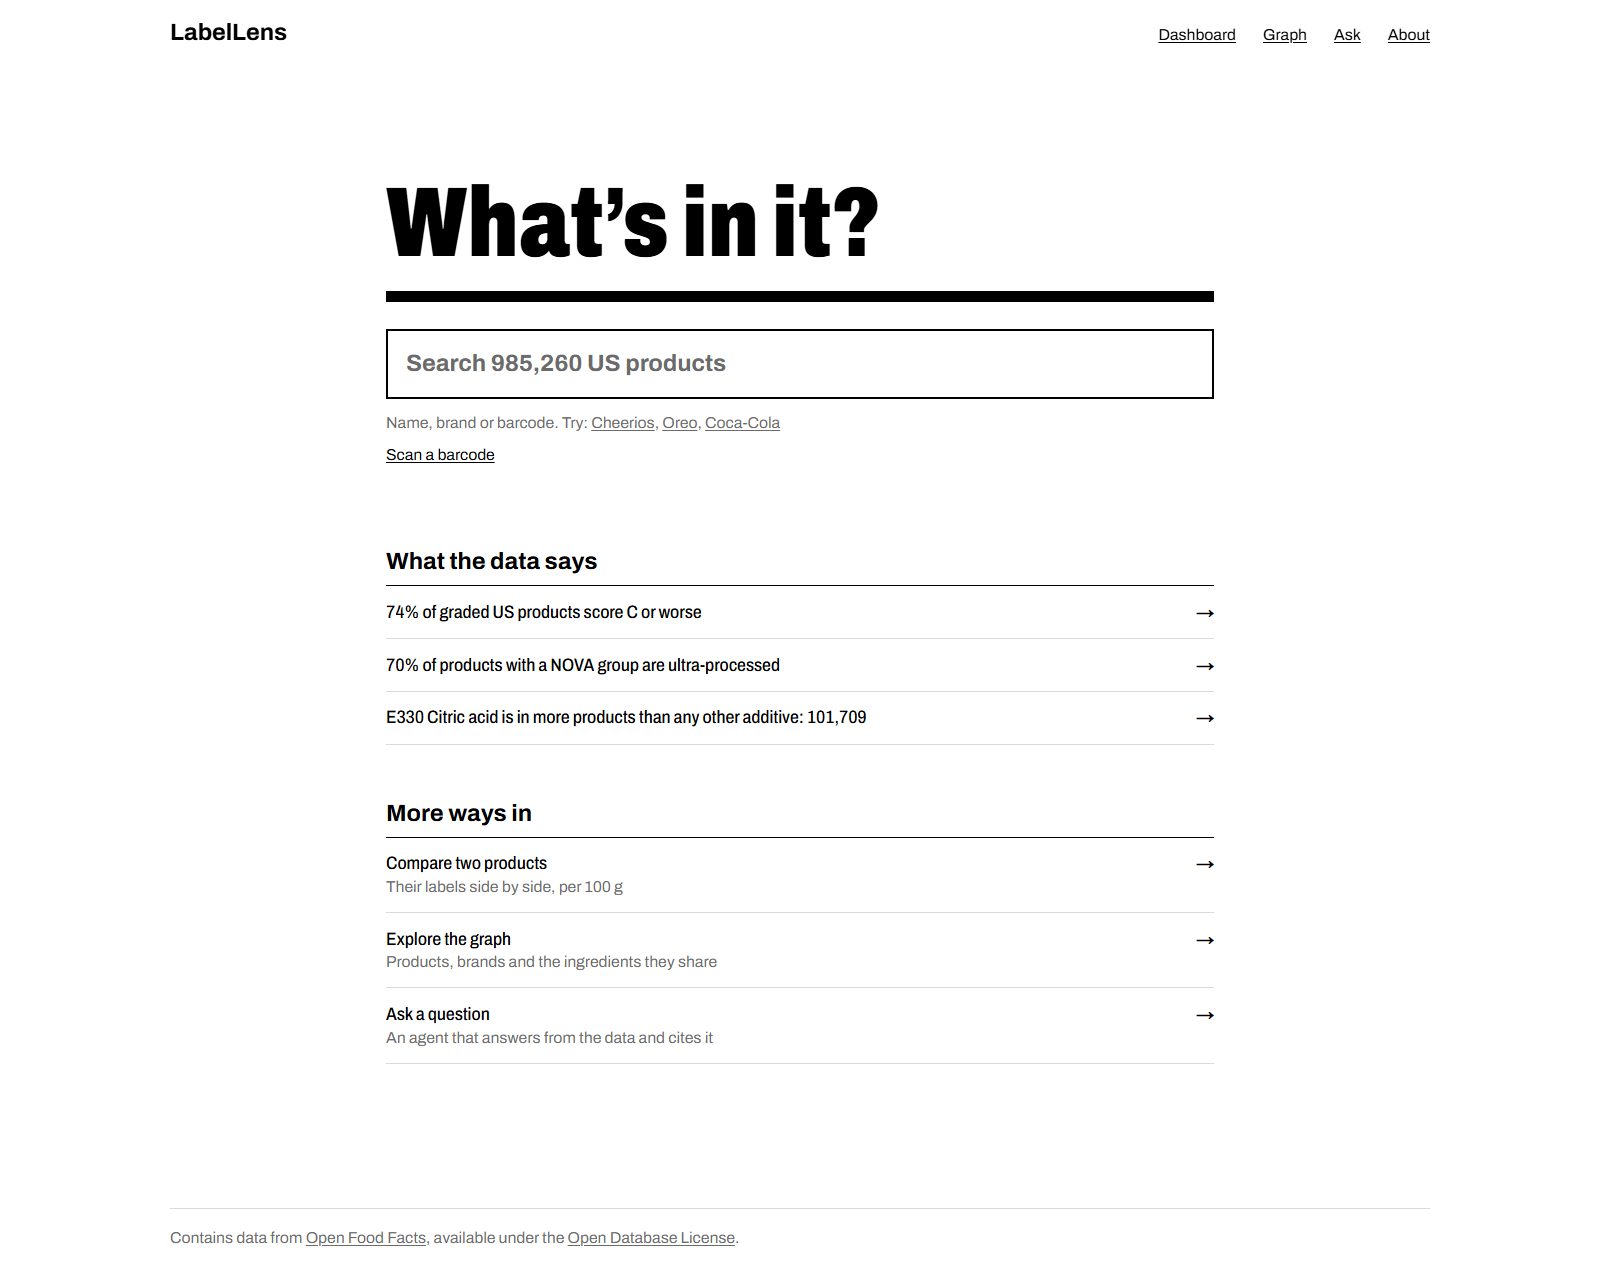 LabelLens
Dashboard Graph Ask About
What’s in it?
Search 985,260 US products
Name, brand or barcode. Try: Cheerios, Oreo, Coca-Cola
Scan a barcode
What the data says
74% of graded US products score C or worse →
70% of products with a NOVA group are ultra-processed →
E330 Citric acid is in more products than any other additive: 101,709 →
More ways in
Compare two products →
Their labels side by side, per 100 g
Explore the graph →
Products, brands and the ingredients they share
Ask a question →
An agent that answers from the data and cites it
Contains data from Open Food Facts, available under the Open Database License.